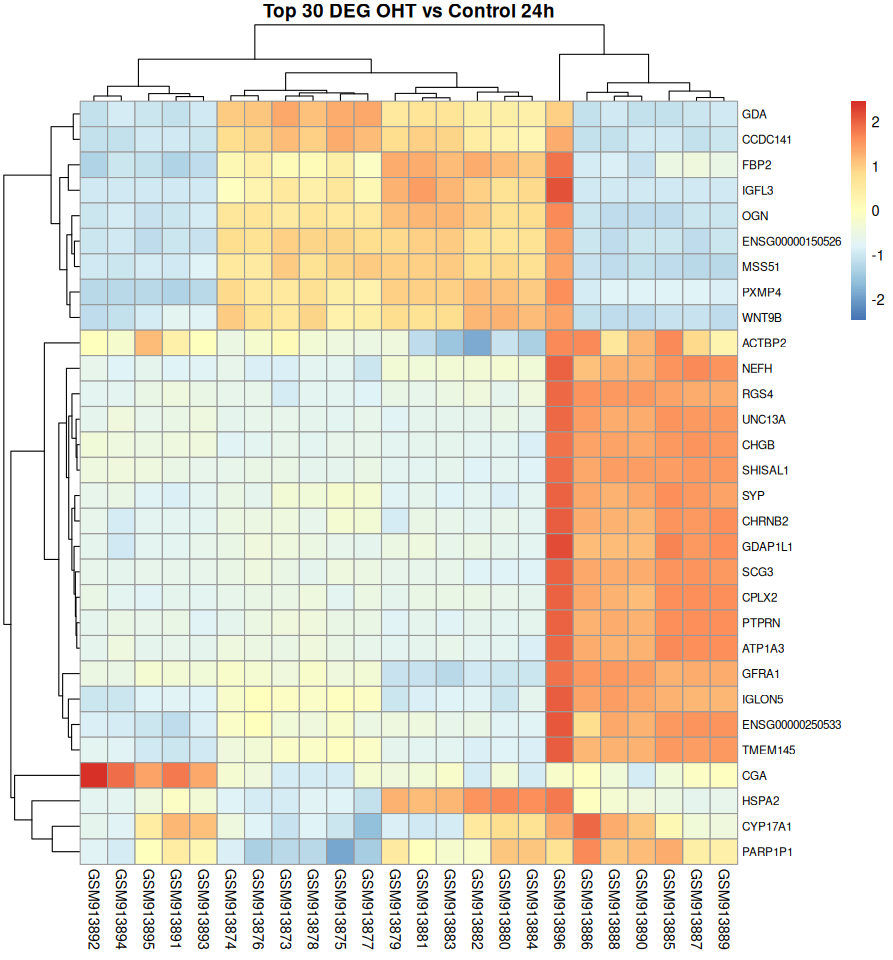 Top 30 DEG OHT vs Control 24h
GDA
CCDC141
FBP2
IGFL3
OGN
ENSG00000150526
MSS51
PXMP4
WNT9B
ACTBP2
NEFH
RGS4
UNC13A
CHGB
SHISAL1
SYP
CHRNB2
GDAP1L1
SCG3
CPLX2
PTPRN
ATP1A3
GFRA1
IGLON5
ENSG00000250533
TMEM145
CGA
HSPA2
CYP17A1
PARP1P1
2
1
0
-1
-2
GSM913892
GSM913894
GSM913895
GSM913891
GSM913893
GSM913874
GSM913876
GSM913873
GSM913878
GSM913875
GSM913877
GSM913879
GSM913881
GSM913883
GSM913882
GSM913880
GSM913884
GSM913896
GSM913886
GSM913888
GSM913890
GSM913885
GSM913887
GSM913889